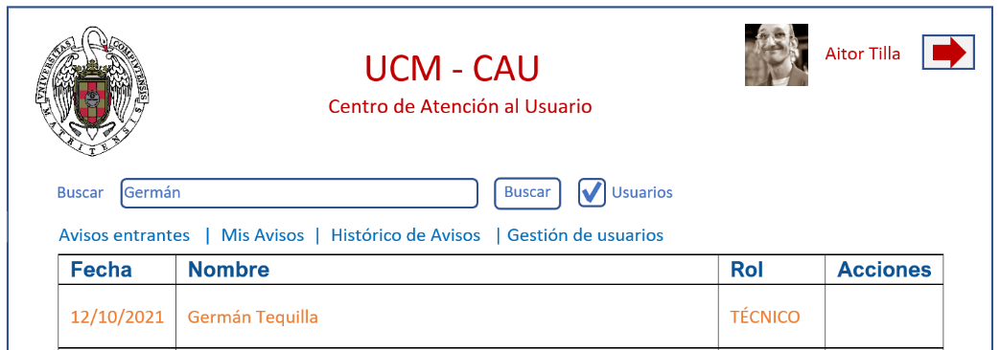 UNIVERSITAS COMPLVTENSIS MATRITENSIS
UCM - CAU
Centro de Atención al Usuario
Aitor Tilla
Buscar Germán Buscar Usuarios
Avisos entrantes | Mis Avisos | Histórico de Avisos | Gestión de usuarios
Fecha Nombre Rol Acciones
12/10/2021 Germán Tequilla TÉCNICO